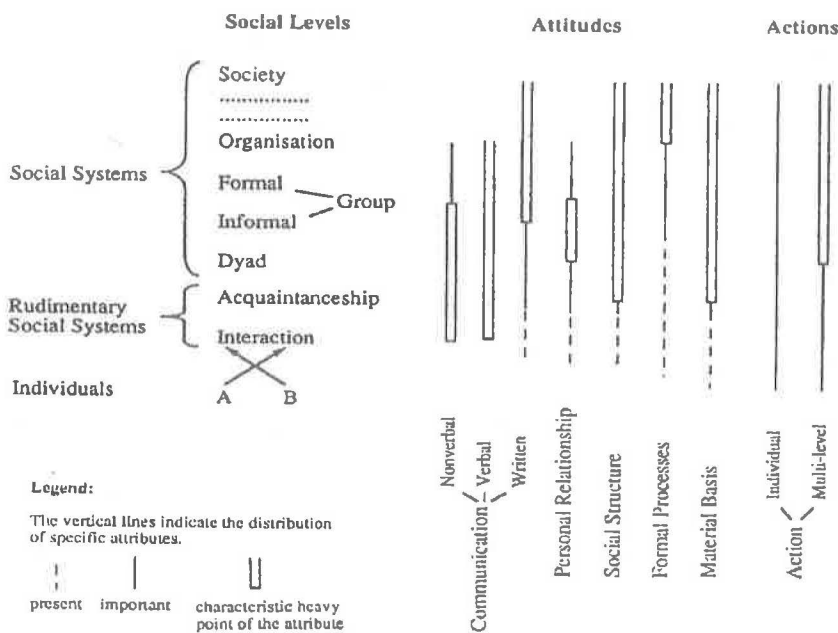 Social Levels
Attitudes
Actions
Society
....................
....................
Organisation
Social Systems
Formal
Group
Informal
Dyad
Acquaintanceship
Rudimentary
Social Systems
Interaction
Individuals
A B
Nonverbal
Verbal
Written
Communication
Personal Relationship
Social Structure
Formal Processes
Material Basis
Individual
Multi-level
Action
Legend:
The vertical lines indicate the distribution
of specific attributes.
present important characteristic heavy
point of the attribute